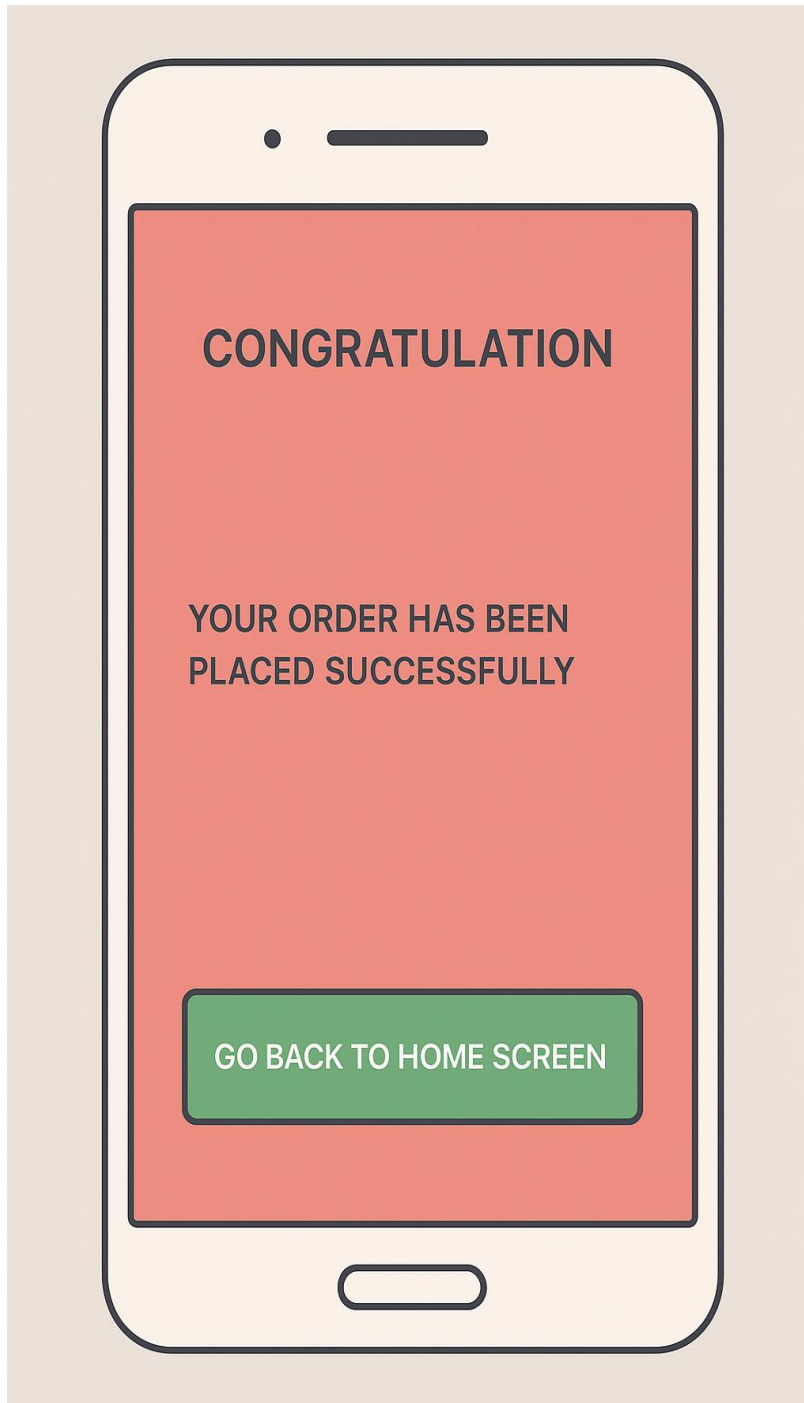 CONGRATULATION
YOUR ORDER HAS BEEN
PLACED SUCCESSFULLY
GO BACK TO HOME SCREEN